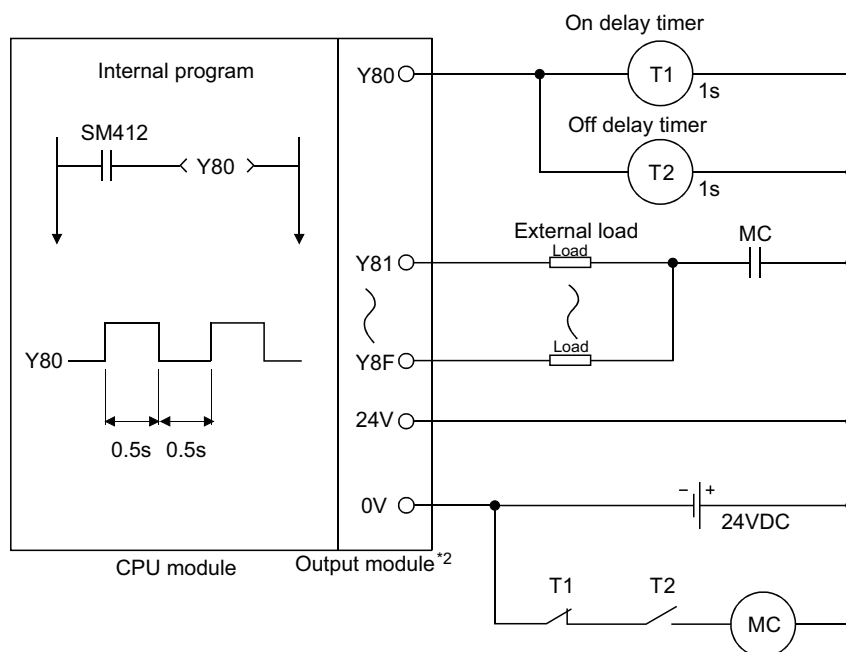 On delay timer
Internal program
Y80
T1
1s
SM412
Off delay timer
Y80
T2
1s
External load
MC
Y81
Load
Y80
Y8F
Load
24V
0.5s 0.5s
0V
− +
24VDC
CPU module
Output module*2
T1 T2
MC